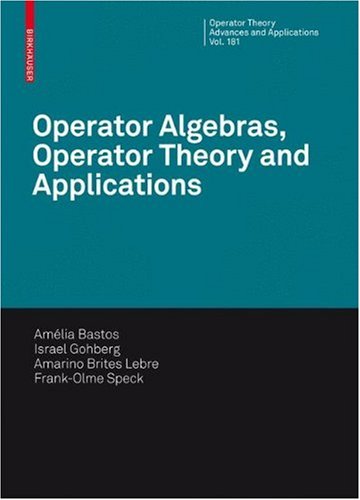 BIRKHAUSER
Operator Theory
Advances and Applications
Vol. 181
Operator Algebras,
Operator Theory and
Applications
Amélia Bastos
Israel Gohberg
Amarino Brites Lebre
Frank-Olme Speck